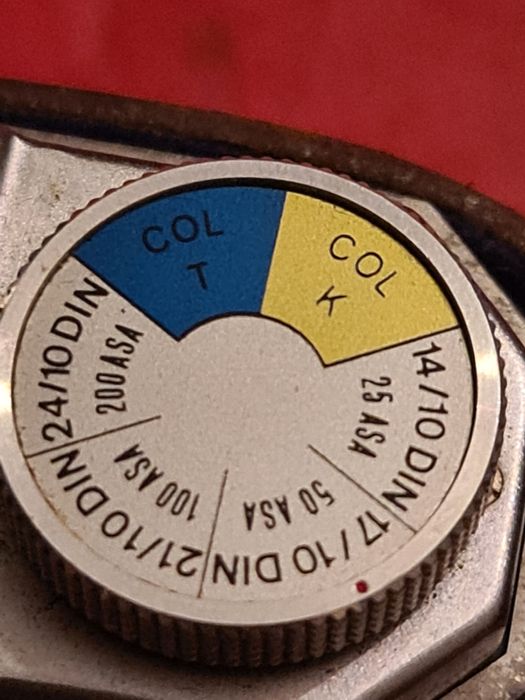 COL
T
COL
K
14/10 DIN
25 ASA
17/10 DIN
50 ASA
21/10 DIN
100 ASA
24/10 DIN
200 ASA